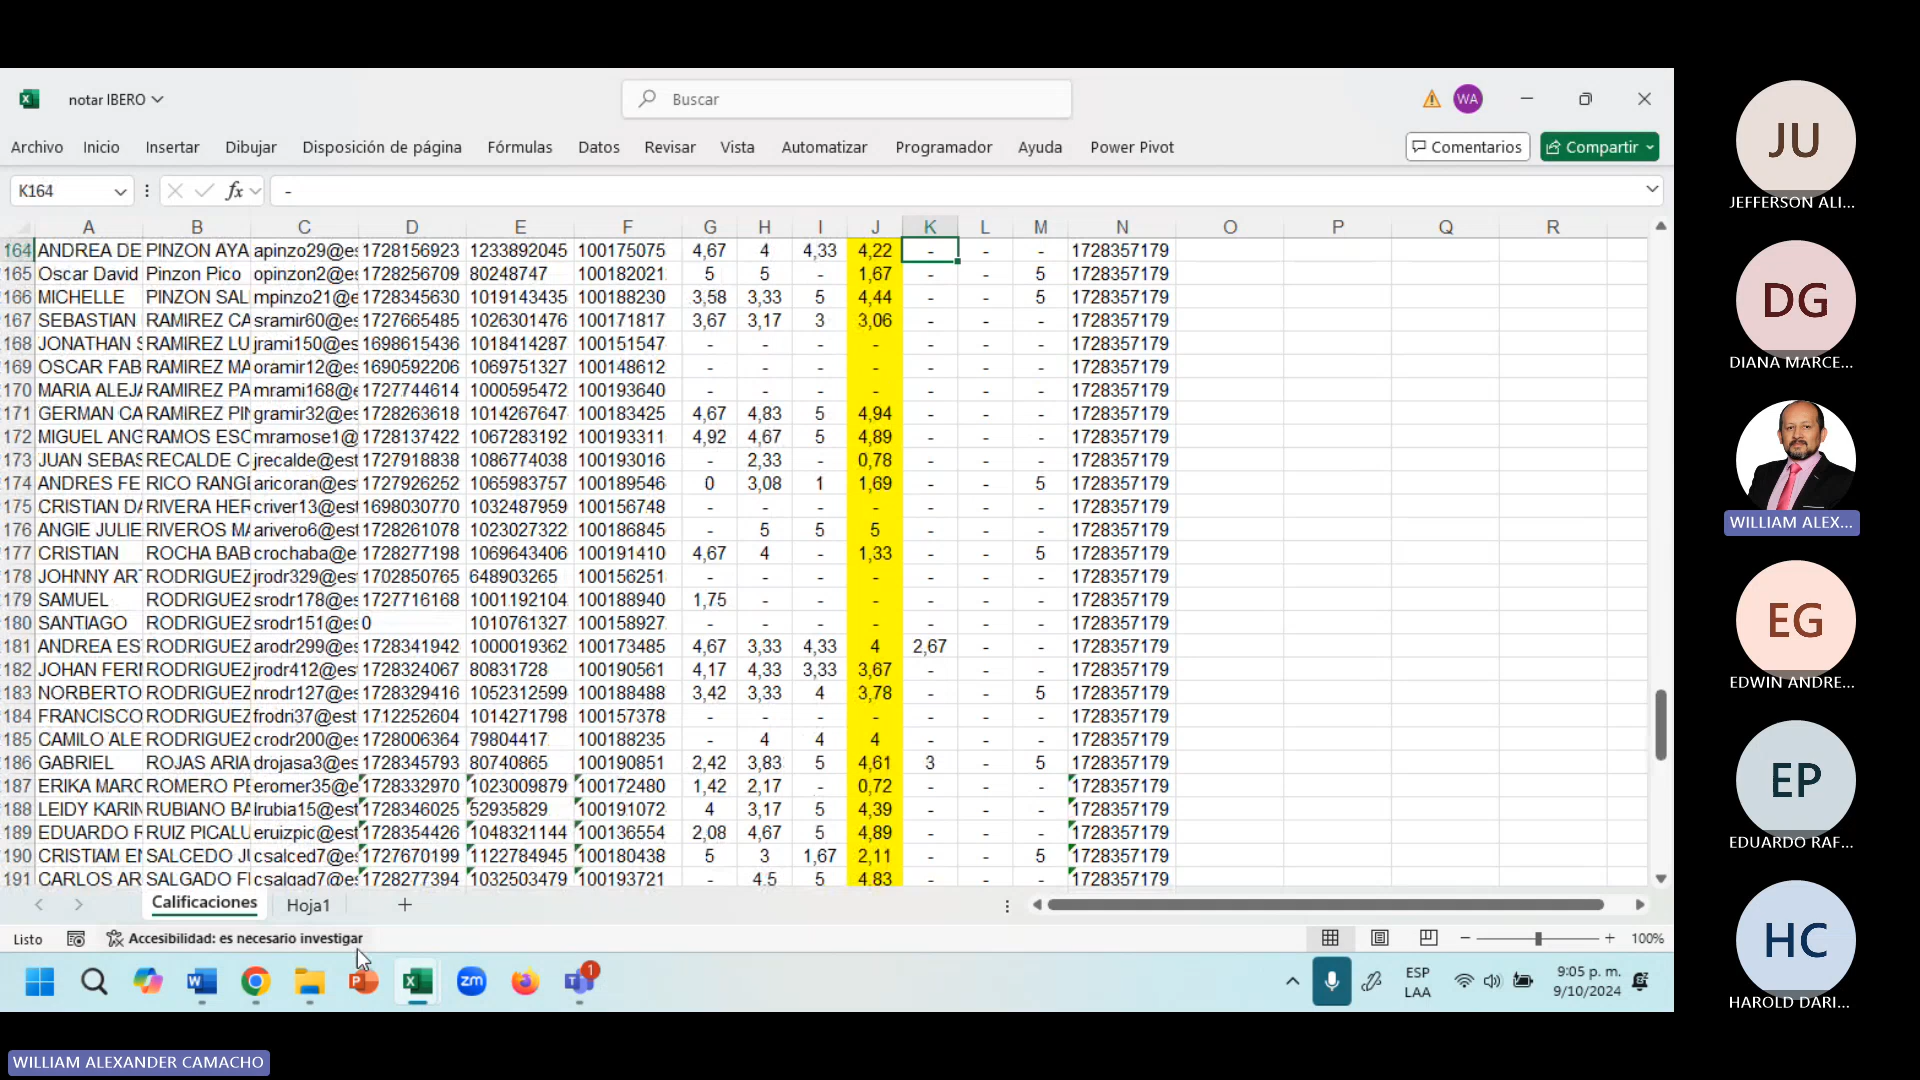 notar IBERO
Buscar
WA
Archivo Inicio Insertar Dibujar Disposición de página Fórmulas Datos Revisar Vista Automatizar Programador Ayuda Power Pivot Comentarios Compartir
K164 fx -
A B C D E F G H I J K L M N O P Q R
164 ANDREA DE PINZON AYA apinzo29@es 1728156923 1233892045 100175075 4,67 4 4,33 4,22 - - - 1728357179
165 Oscar David Pinzon Pico opinzon2@es 1728256709 80248747 100182021 5 5 - 1,67 - - 5 1728357179
166 MICHELLE PINZON SAL mpinzo21@e 1728345630 1019143435 100188230 3,58 3,33 5 4,44 - - 5 1728357179
167 SEBASTIAN RAMIREZ CA sramir60@es 1727665485 1026301476 100171817 3,67 3,17 3 3,06 - - - 1728357179
168 JONATHAN S RAMIREZ LU jrami150@es 1698615436 1018414287 100151547 - - - - - - - 1728357179
169 OSCAR FAB RAMIREZ MA oramir12@es 1690592206 1069751327 100148612 - - - - - - - 1728357179
170 MARIA ALEJA RAMIREZ PA mrami168@e 1727744614 1000595472 100193640 - - - - - - - 1728357179
171 GERMAN CA RAMIREZ PIN gramir32@es 1728263618 1014267647 100183425 4,67 4,83 5 4,94 - - - 1728357179
172 MIGUEL ANG RAMOS ESC mramose1@ 1728137422 1067283192 100193311 4,92 4,67 5 4,89 - - - 1728357179
173 JUAN SEBAS RECALDE C jrecalde@est 1727918838 1086774038 100193016 - 2,33 - 0,78 - - - 1728357179
174 ANDRES FE RICO RANGE aricoran@es 1727926252 1065983757 100189546 0 3,08 1 1,69 - - 5 1728357179
175 CRISTIAN DA RIVERA HER criver13@est 1698030770 1032487959 100156748 - - - - - - - 1728357179
176 ANGIE JULIE RIVEROS MA arivero6@est 1728261078 1023027322 100186845 - 5 5 5 - - - 1728357179
177 CRISTIAN ROCHA BAB crochaba@e 1728277198 1069643406 100191410 4,67 4 - 1,33 - - 5 1728357179
178 JOHNNY AR RODRIGUEZ jrodr329@est 1702850765 648903265 100156251 - - - - - - - 1728357179
179 SAMUEL RODRIGUEZ srodr178@es 1727716168 1001192104 100188940 1,75 - - - - - - 1728357179
180 SANTIAGO RODRIGUEZ srodr151@es 0 1010761327 100158927 - - - - - - - 1728357179
181 ANDREA ES RODRIGUEZ arodr299@es 1728341942 1000019362 100173485 4,67 3,33 4,33 4 2,67 - - 1728357179
182 JOHAN FERI RODRIGUEZ jrodr412@est 1728324067 80831728 100190561 4,17 4,33 3,33 3,67 - - - 1728357179
183 NORBERTO RODRIGUEZ nrodr127@es 1728329416 1052312599 100188488 3,42 3,33 4 3,78 - - 5 1728357179
184 FRANCISCO RODRIGUEZ frodri37@est 1712252604 1014271798 100157378 - - - - - - - 1728357179
185 CAMILO ALE RODRIGUEZ crodr200@es 1728006364 79804417 100188235 - 4 4 4 - - - 1728357179
186 GABRIEL ROJAS ARIA drojasa3@es 1728345793 80740865 100190851 2,42 3,83 5 4,61 3 - 5 1728357179
187 ERIKA MARC ROMERO PE eromer35@e 1728332970 1023009879 100172480 1,42 2,17 - 0,72 - - - 1728357179
188 LEIDY KARIN RUBIANO BA lrubia15@est 1728346025 52935829 100191072 4 3,17 5 4,39 - - - 1728357179
189 EDUARDO R RUIZ PICALU eruizpic@est 1728354426 1048321144 100136554 2,08 4,67 5 4,89 - - - 1728357179
190 CRISTIAM EN SALCEDO JU csalced7@es 1727670199 1122784945 100180438 5 3 1,67 2,11 - - 5 1728357179
191 CARLOS AR SALGADO F csalgad7@es 1728277394 1032503479 100193721 - 4,5 5 4,83 - - - 1728357179
Calificaciones Hoja1 +
Listo Accesibilidad: es necesario investigar 100%
zm 1 ESP LAA 9:05 p. m. 9/10/2024
JU
JEFFERSON ALI...
DG
DIANA MARCE...
WILLIAM ALEX...
EG
EDWIN ANDRE...
EP
EDUARDO RAF...
HC
HAROLD DARI...
WILLIAM ALEXANDER CAMACHO